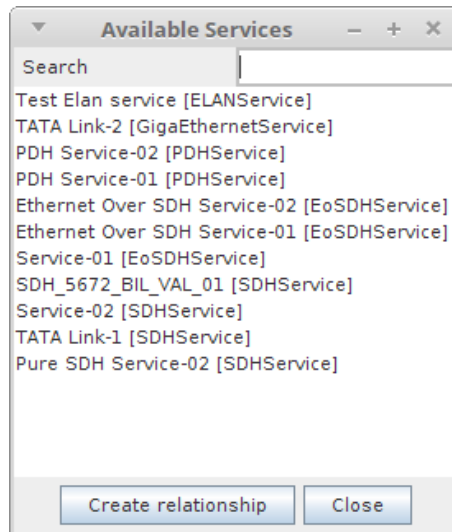 Available Services
Search
Test Elan service [ELANService]
TATA Link-2 [GigaEthernetService]
PDH Service-02 [PDHService]
PDH Service-01 [PDHService]
Ethernet Over SDH Service-02 [EoSDHService]
Ethernet Over SDH Service-01 [EoSDHService]
Service-01 [EoSDHService]
SDH_5672_BIL_VAL_01 [SDHService]
Service-02 [SDHService]
TATA Link-1 [SDHService]
Pure SDH Service-02 [SDHService]
Create relationship Close